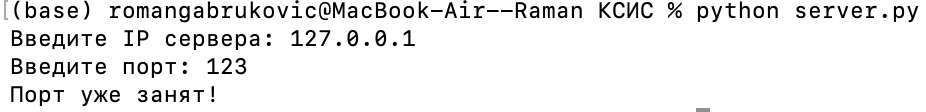 [(base) romangabrukovic@MacBook-Air--Raman КСИС % python server.py
Введите IP сервера: 127.0.0.1
Введите порт: 123
Порт уже занят!